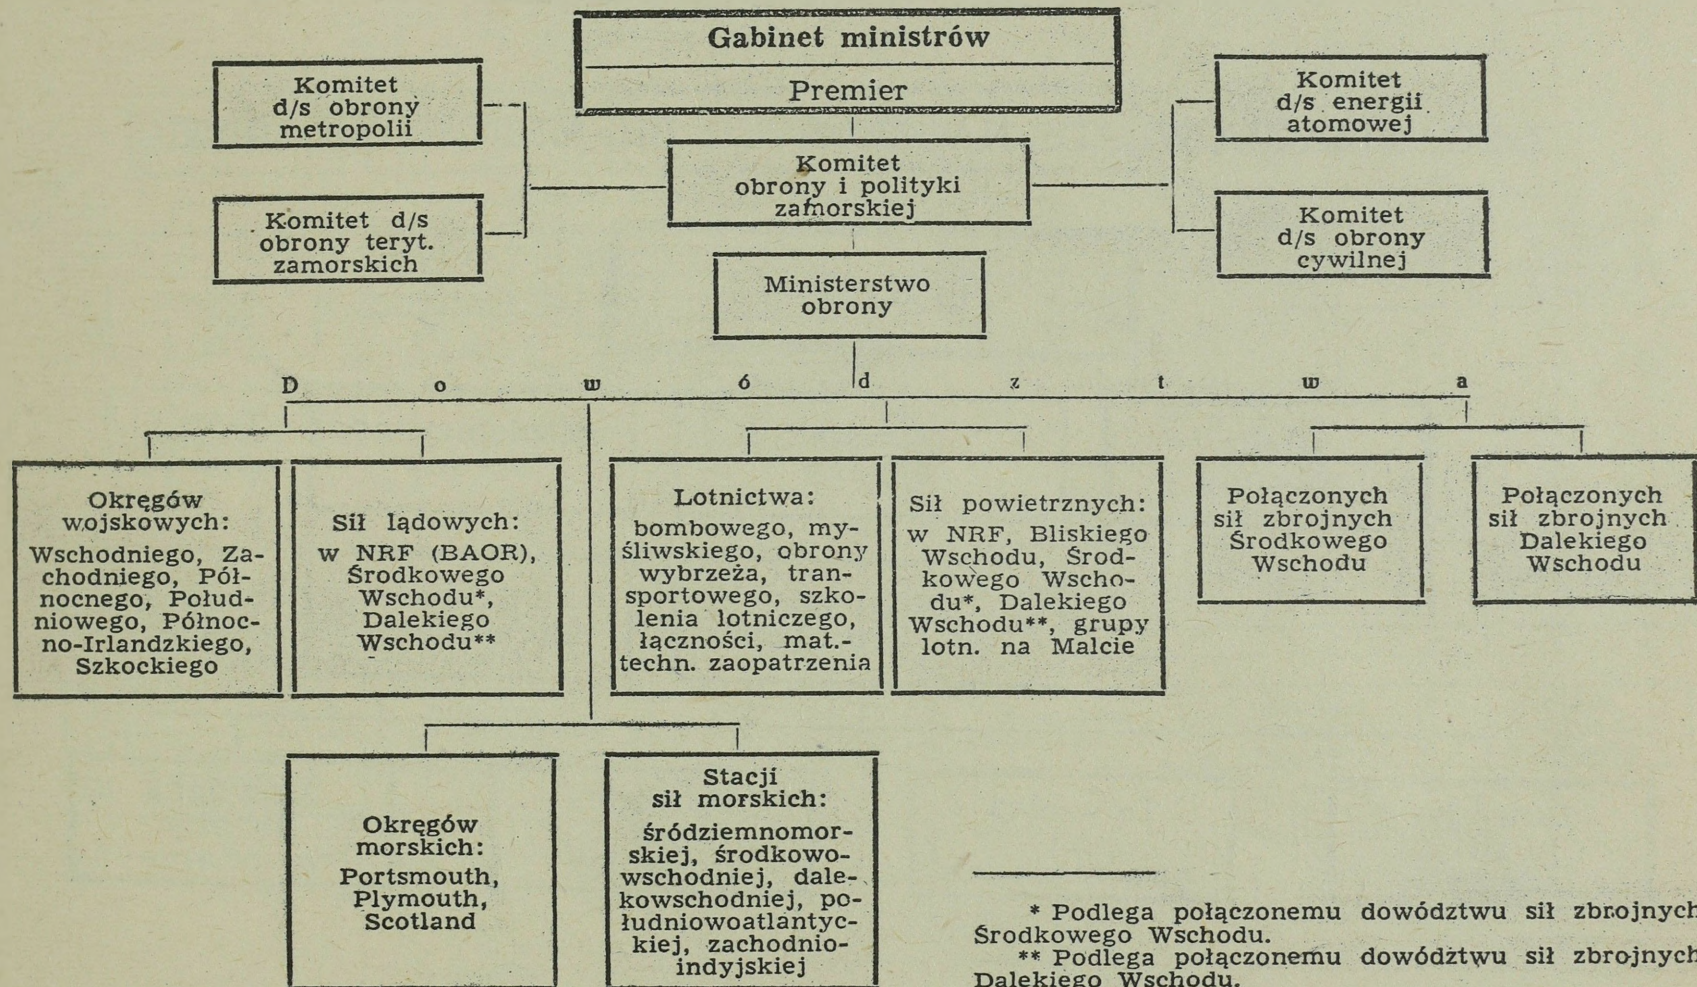 Gabinet ministrów
Premier
Komitet
d/s obrony
metropolii
Komitet
d/s energii
atomowej
Komitet
obrony i polityki
zamorskiej
Komitet d/s
obrony teryt.
zamorskich
Komitet
d/s obrony
cywilnej
Ministerstwo
obrony
D o w ó d z t w a
Okręgów
wojskowych:
Wschodniego, Za-
chodniego, Pół-
nocnego, Połud-
niowego, Północ-
no-Irlandzkiego,
Szkockiego
Sił lądowych:
w NRF (BAOR),
Środkowego
Wschodu*,
Dalekiego
Wschodu**
Lotnictwa:
bombowego, my-
śliwskiego, obrony
wybrzeża, tran-
sportowego, szko-
lenia lotniczego,
łączności, mat.-
techn. zaopatrzenia
Sił powietrznych:
w NRF, Bliskiego
Wschodu, Środ-
kowego Wscho-
du*, Dalekiego
Wschodu**, grupy
lotn. na Malcie
Połączonych
sił zbrojnych
Środkowego
Wschodu
Połączonych
sił zbrojnych
Dalekiego
Wschodu
Okręgów
morskich:
Portsmouth,
Plymouth,
Scotland
Stacji
sił morskich:
śródziemnomor-
skiej, środkowo-
wschodniej, dale-
kowschodniej, po-
łudniowoatlantyc-
kiej, zachodnio-
indyjskiej
* Podlega połączonemu dowództwu sił zbrojnych
Środkowego Wschodu.
** Podlega połączonemu dowództwu sił zbrojnych
Dalekiego Wschodu.